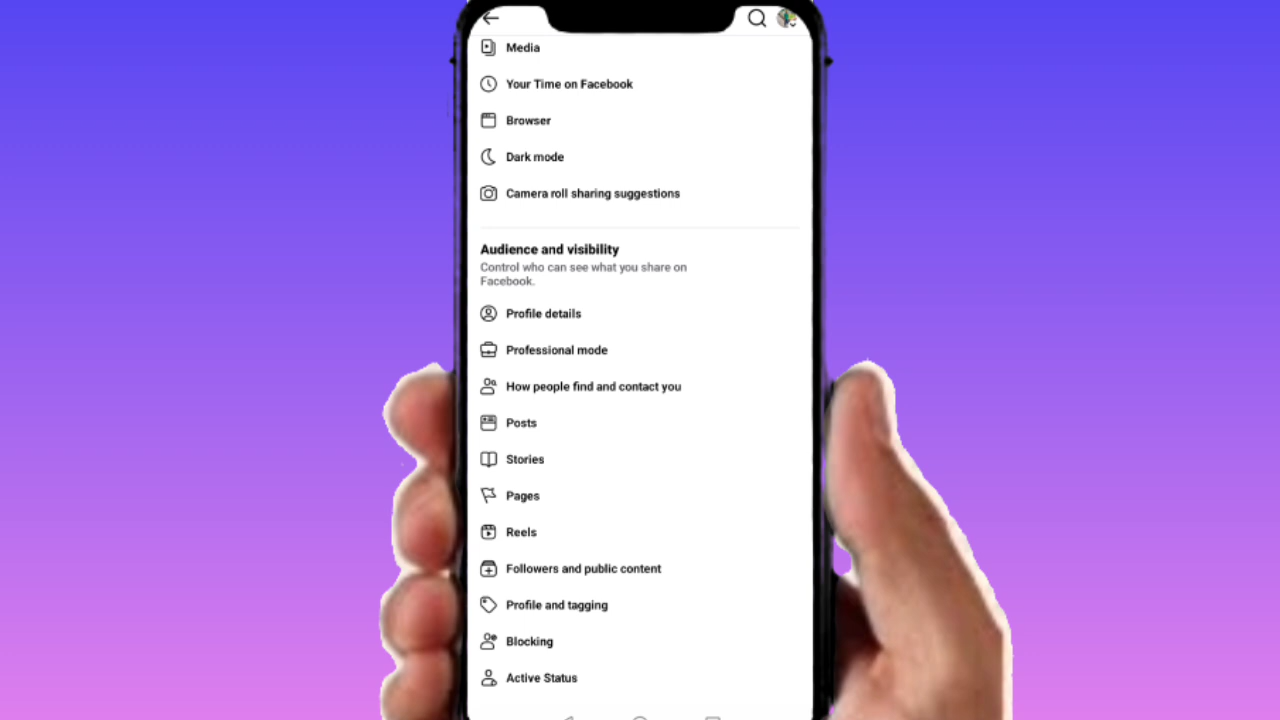 Media
Your Time on Facebook
Browser
Dark mode
Camera roll sharing suggestions
Audience and visibility
Control who can see what you share on
Facebook.
Profile details
Professional mode
How people find and contact you
Posts
Stories
Pages
Reels
Followers and public content
Profile and tagging
Blocking
Active Status